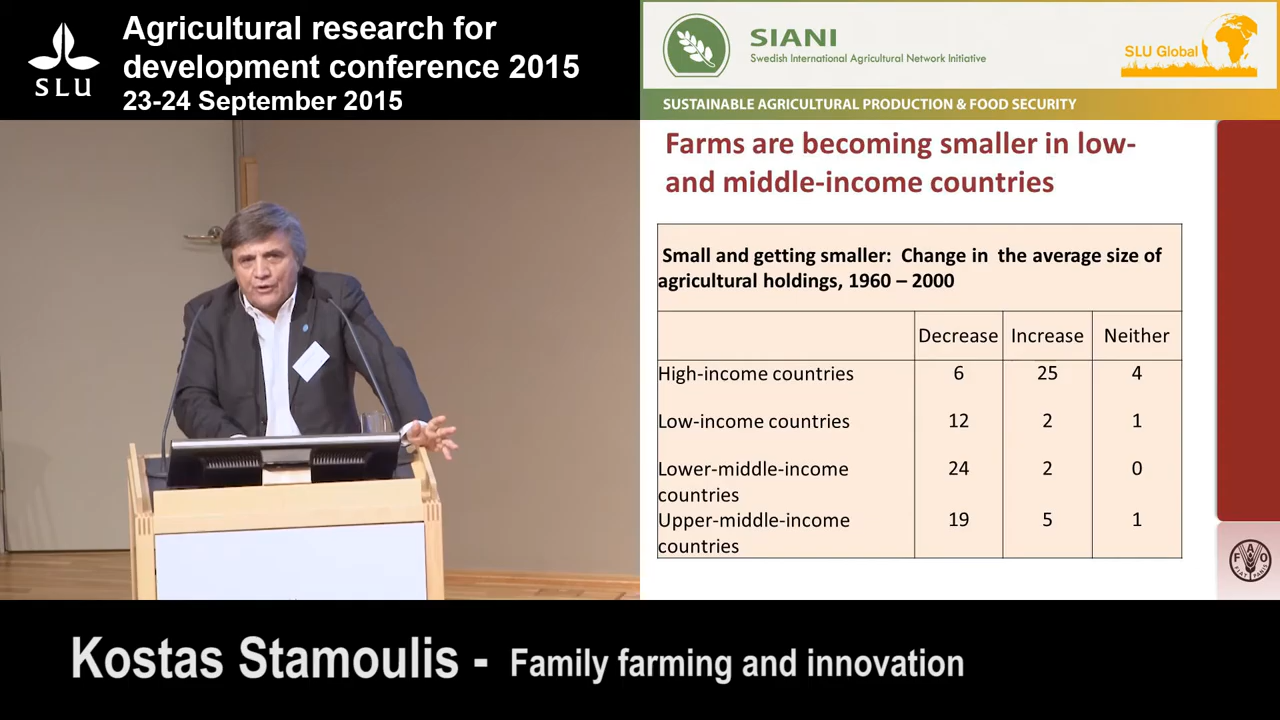 SLU
Agricultural research for
development conference 2015
23-24 September 2015
SIANI
Swedish International Agricultural Network Initiative
SLU Global
SUSTAINABLE AGRICULTURAL PRODUCTION & FOOD SECURITY
Farms are becoming smaller in low-
and middle-income countries
Small and getting smaller: Change in the average size of
agricultural holdings, 1960 – 2000
Decrease Increase Neither
High-income countries 6 25 4
Low-income countries 12 2 1
Lower-middle-income 24 2 0
countries
Upper-middle-income 19 5 1
countries
F A O
FIAT PANIS
Kostas Stamoulis - Family farming and innovation